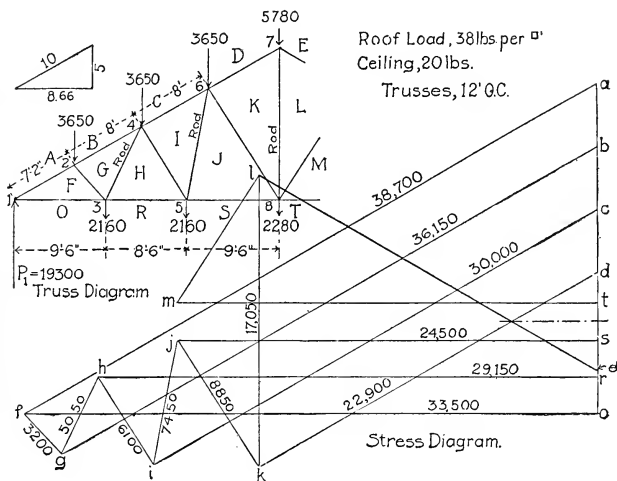 5780
Roof Load, 38lbs. per □'
Ceiling, 20lbs.
Trusses, 12' O.C.
10
5
8.66
3650
3650
3650
7'2"
8'
8'
A
B
C
D
E
F
G
H
I
J
K
L
M
O
R
S
T
1
2
3
4
5
6
7
8
Rod
Rod
Rod
2160
2160
2280
9'6"
8'6"
9'6"
P₁=19300
Truss Diagram
a
b
c
d
e
f
g
h
i
j
k
l
m
t
s
r
o
38,700
36,150
30,000
22,900
17,050
24,500
29,150
33,500
3200
5050
6100
7450
8850
Stress Diagram.